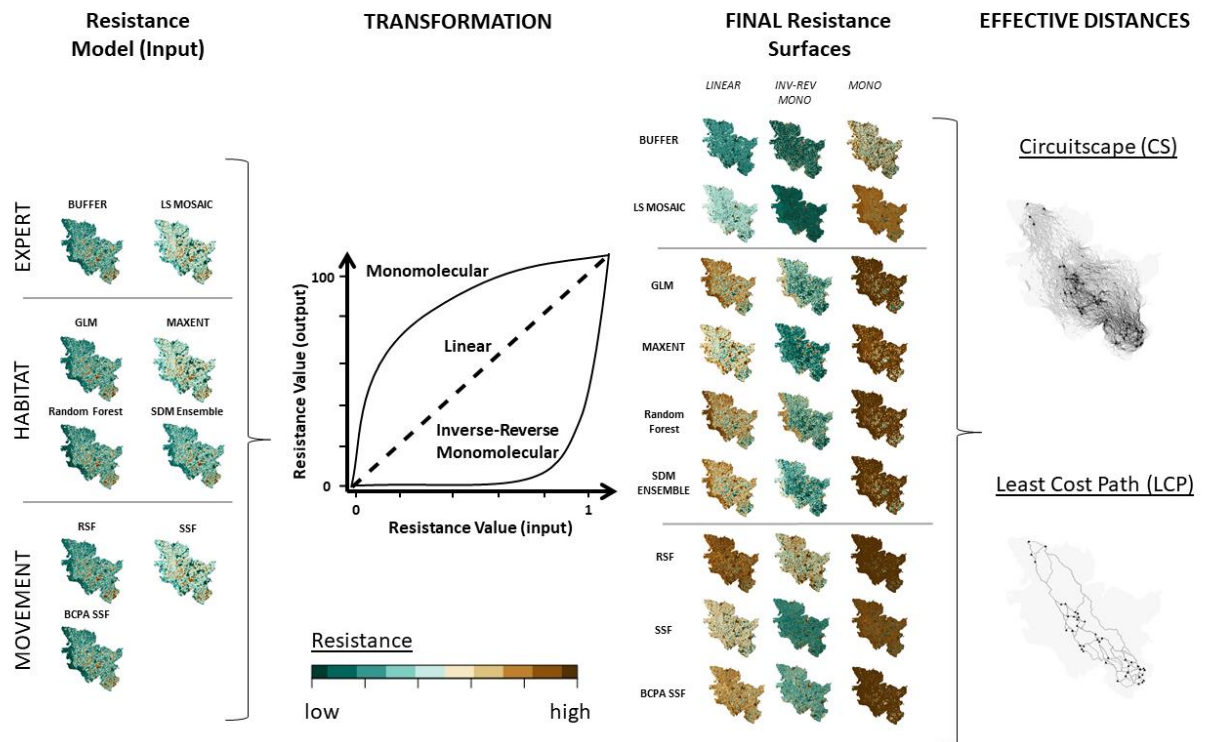 Resistance
Model (Input)
TRANSFORMATION
FINAL Resistance
Surfaces
EFFECTIVE DISTANCES
EXPERT
BUFFER
LS MOSAIC
HABITAT
GLM
MAXENT
Random Forest
SDM Ensemble
MOVEMENT
RSF
SSF
BCPA SSF
Resistance Value (output)
100
0
Monomolecular
Linear
Inverse-Reverse
Monomolecular
0
1
Resistance Value (input)
Resistance
low
high
LINEAR
INV-REV
MONO
MONO
BUFFER
LS MOSAIC
GLM
MAXENT
Random
Forest
SDM
ENSEMBLE
RSF
SSF
BCPA SSF
Circuitscape (CS)
Least Cost Path (LCP)